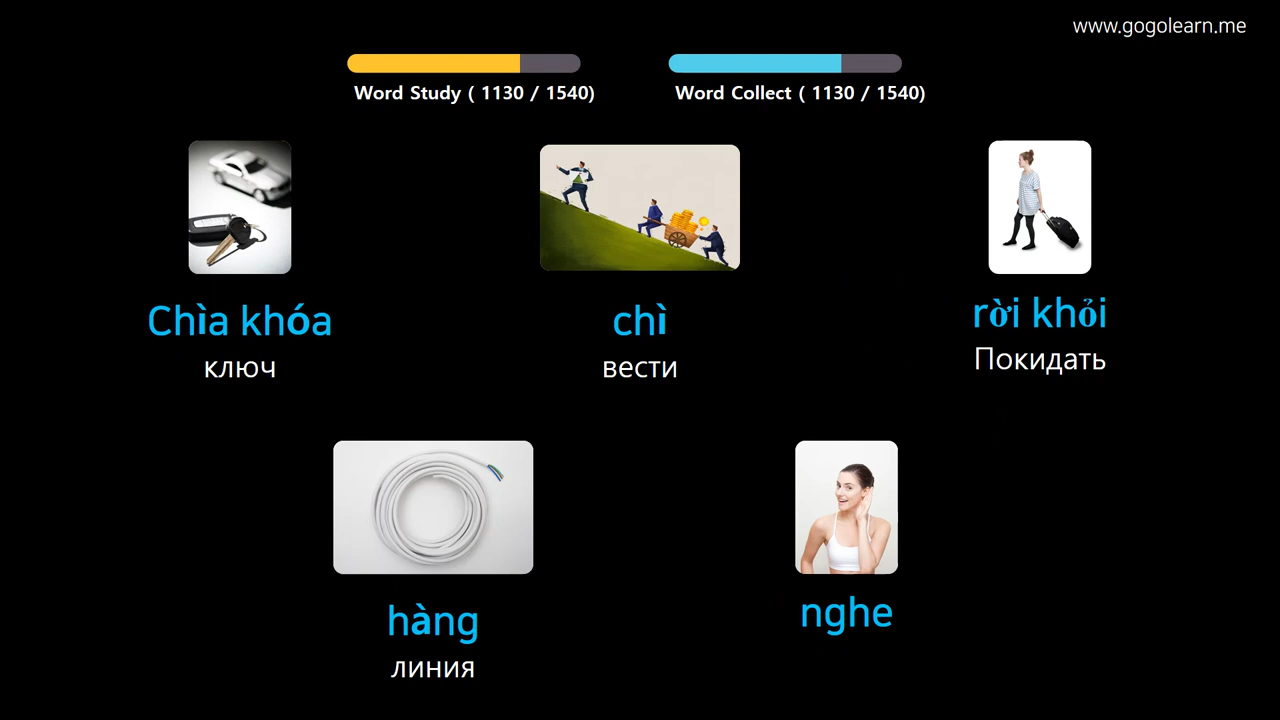 www.gogolearn.me
Word Study ( 1130 / 1540)
Word Collect ( 1130 / 1540)
Chìa khóa
ключ
chì
вести
rời khỏi
Покидать
hàng
линия
nghe